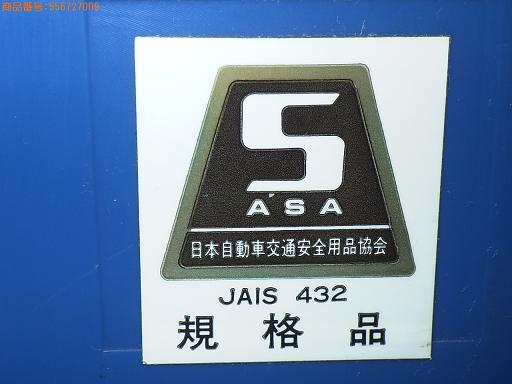 商品番号:556727009
S
A'SA
日本自動車交通安全用品協会
JAIS 432
規格品